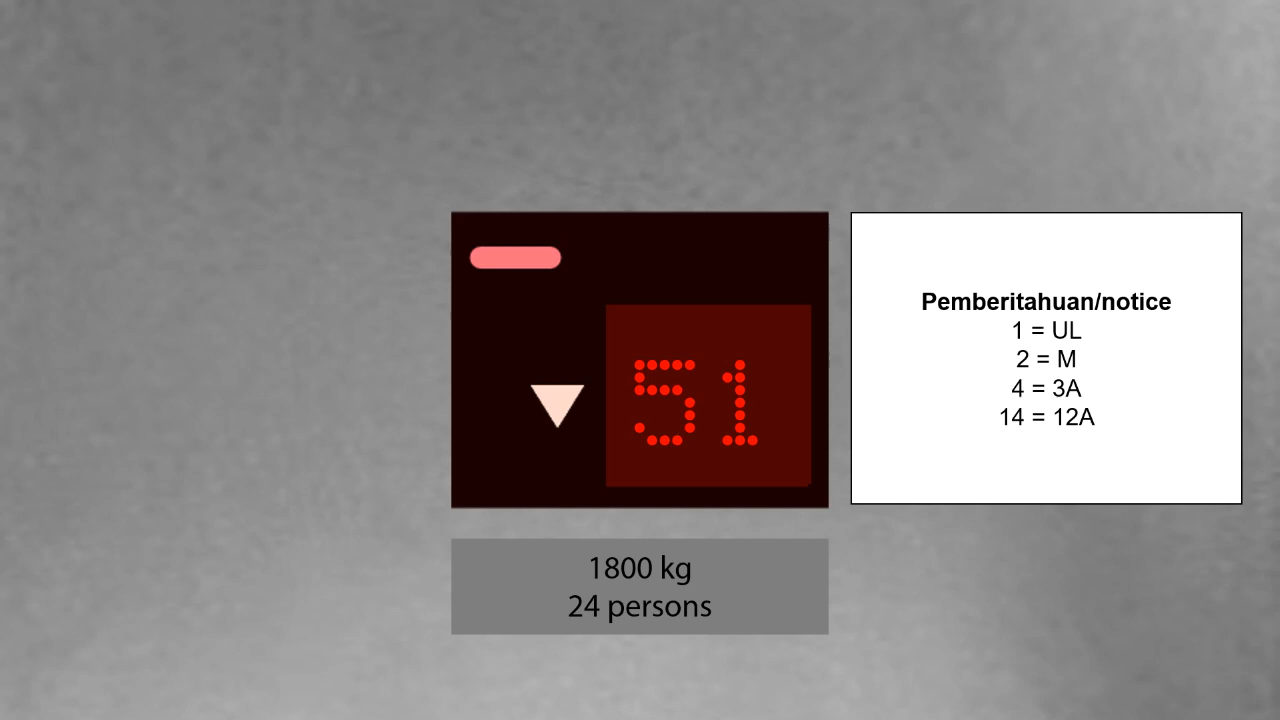 51
1800 kg
24 persons
Pemberitahuan/notice
1 = UL
2 = M
4 = 3A
14 = 12A